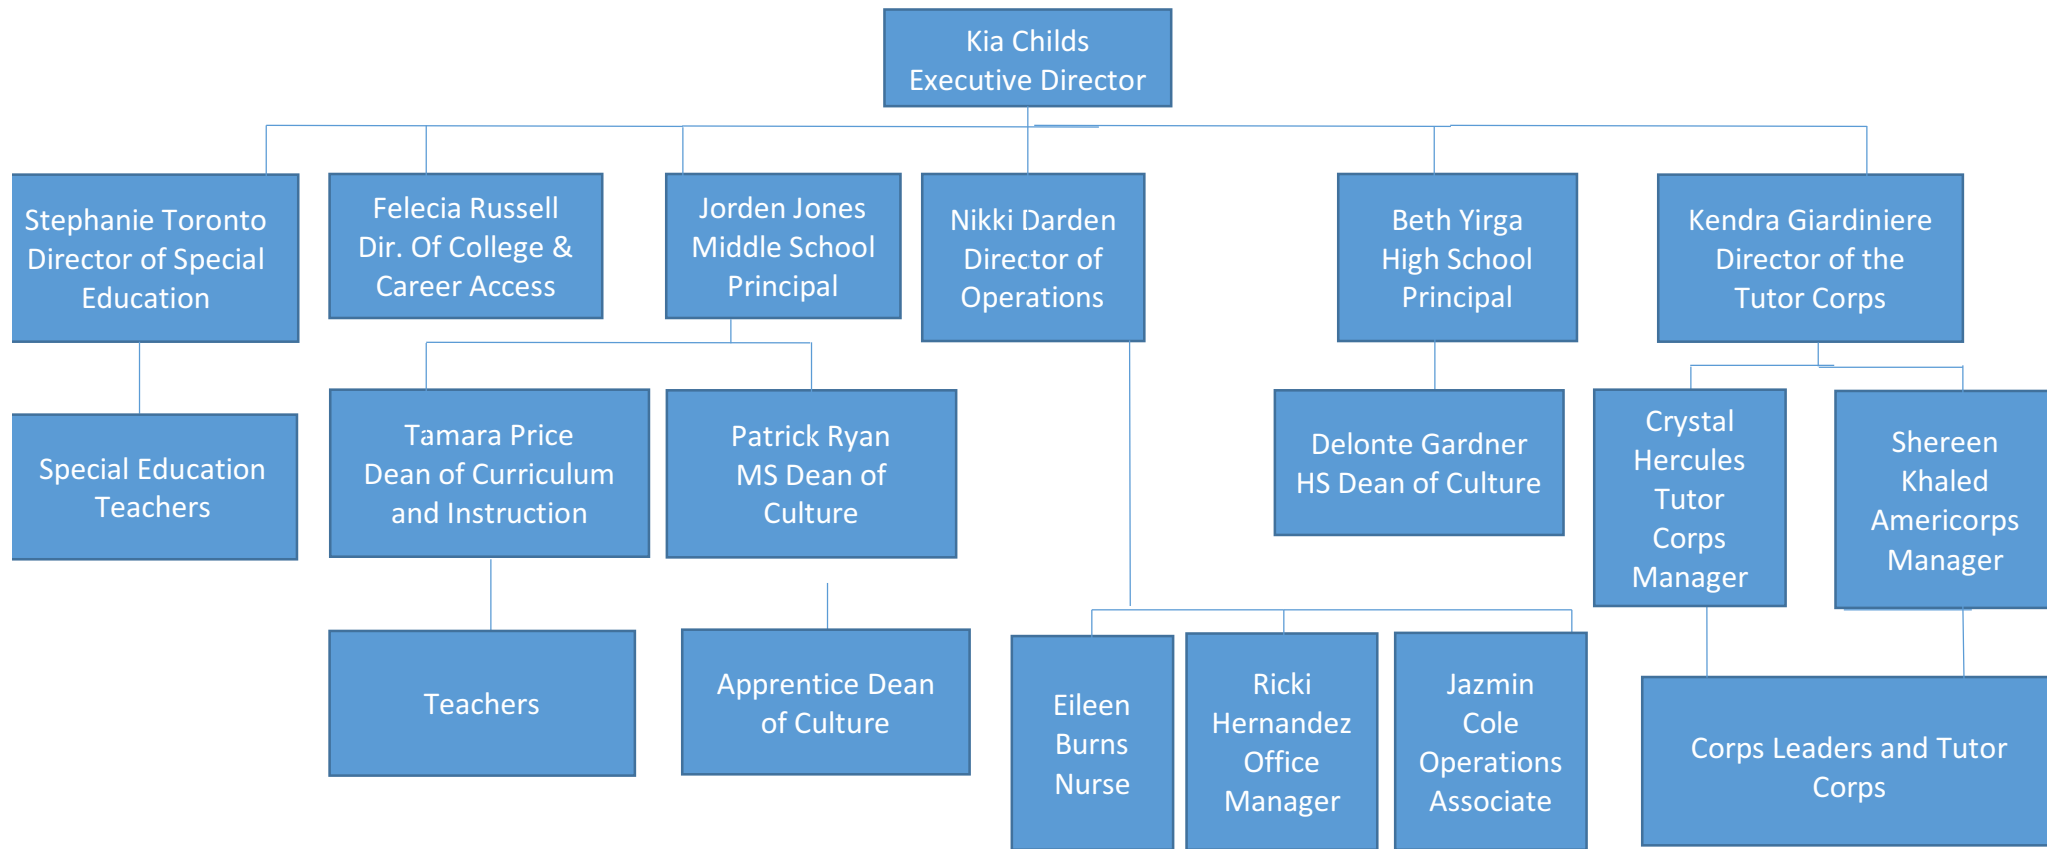 Kia Childs
Executive Director
Stephanie Toronto
Director of Special
Education
Felecia Russell
Dir. Of College &
Career Access
Jorden Jones
Middle School
Principal
Nikki Darden
Director of
Operations
Beth Yirga
High School
Principal
Kendra Giardiniere
Director of the
Tutor Corps
Special Education
Teachers
Tamara Price
Dean of Curriculum
and Instruction
Patrick Ryan
MS Dean of
Culture
Delonte Gardner
HS Dean of Culture
Crystal
Hercules
Tutor
Corps
Manager
Shereen
Khaled
Americorps
Manager
Teachers
Apprentice Dean
of Culture
Eileen
Burns
Nurse
Ricki
Hernandez
Office
Manager
Jazmin
Cole
Operations
Associate
Corps Leaders and Tutor
Corps